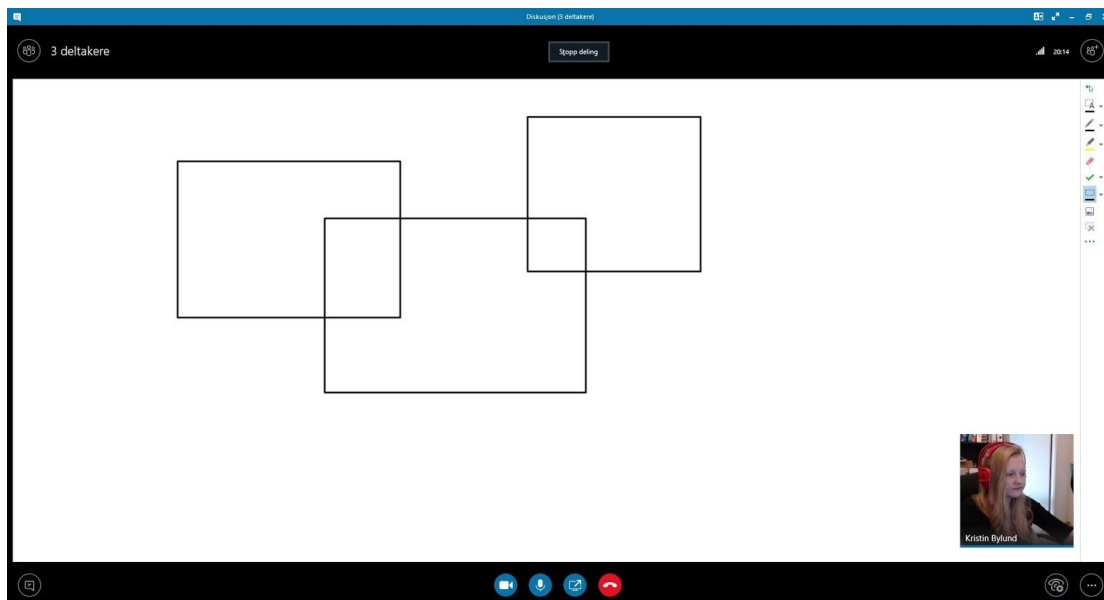 Diskusjon (3 deltakere)
3 deltakere
Stopp deling
20:14
A
Kristin Bylund